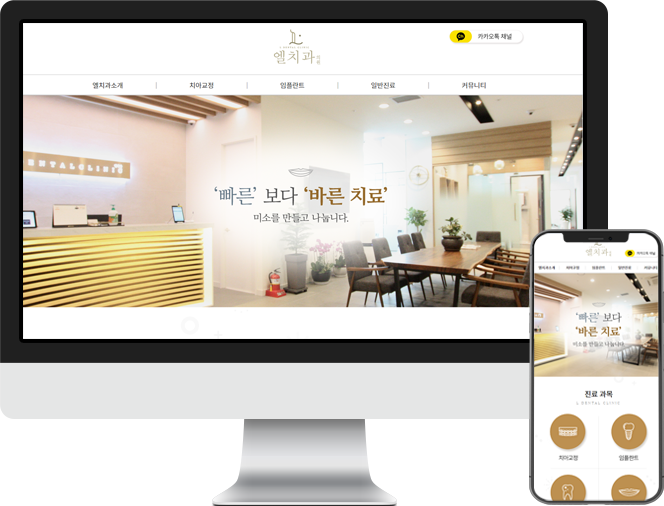 L DENTAL CLINIC
엘치과의원
카카오톡 채널
엘치과소개 | 치아교정 | 임플란트 | 일반진료 | 커뮤니티
ENTALCLINIC
‘빠른’ 보다 ‘바른 치료’
미소를 만들고 나눕니다.
엘치과
카카오톡 채널
엘치과소개 치아교정 임플란트 일반진료 커뮤니티
‘빠른’ 보다
‘바른 치료’
미소를 만들고 나눕니다.
진료 과목
L DENTAL CLINIC
치아교정 임플란트